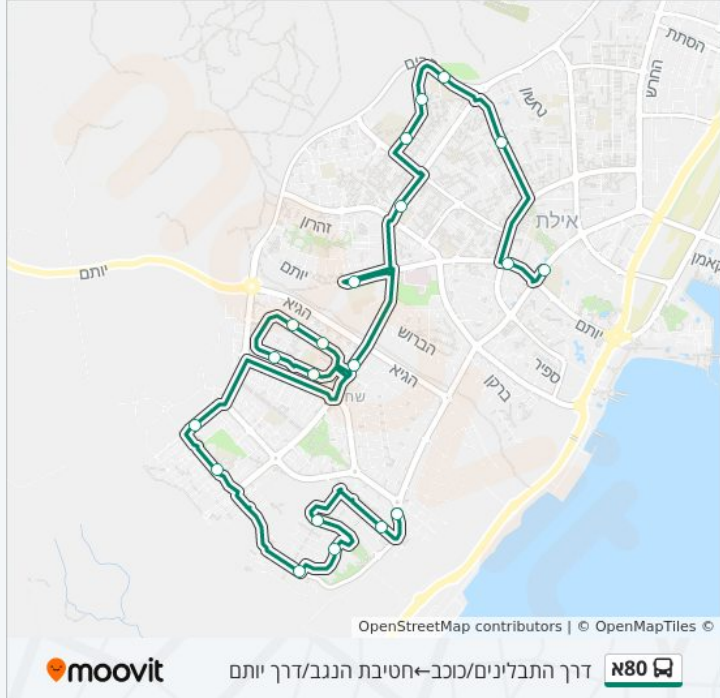 הסתת
החרש
נחשון
אילת
זהרון
קאמן
יותם
יותם
הגיא
יותם
הברוש
הגיא
ספיר
ברקן
שח
OpenStreetMap contributors | © OpenMapTiles ©
moovit
דרך התבלינים/כוכב←חטיבת הנגב/דרך יותם
80א